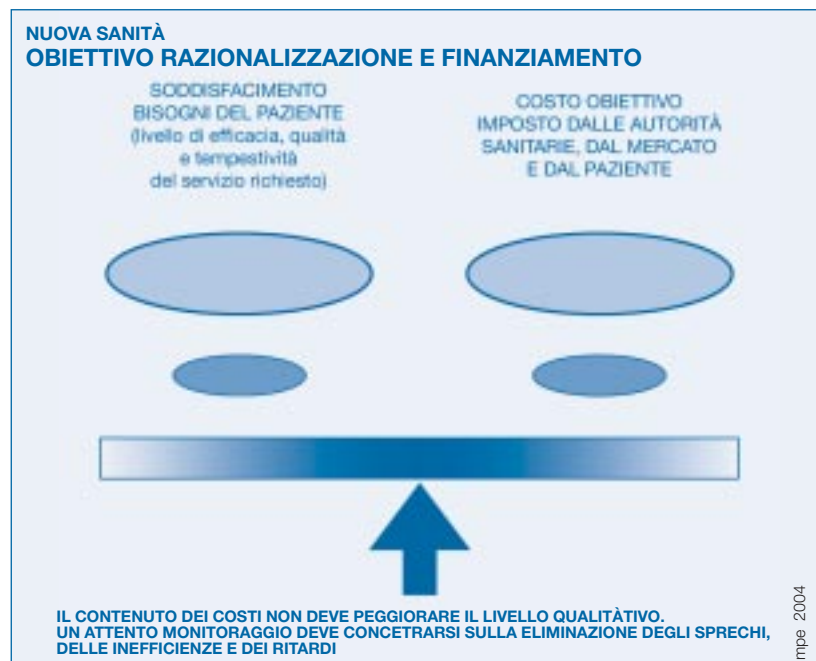 NUOVA SANITÀ
OBIETTIVO RAZIONALIZZAZIONE E FINANZIAMENTO
SODDISFACIMENTO
BISOGNI DEL PAZIENTE
(livello di efficacia, qualità
e tempestività
del servizio richiesto)
COSTO OBIETTIVO
IMPOSTO DALLE AUTORITÀ
SANITARIE, DAL MERCATO
E DAL PAZIENTE
IL CONTENUTO DEI COSTI NON DEVE PEGGIORARE IL LIVELLO QUALITÀTIVO.
UN ATTENTO MONITORAGGIO DEVE CONCETRARSI SULLA ELIMINAZIONE DEGLI SPRECHI,
DELLE INEFFICIENZE E DEI RITARDI
mpe 2004